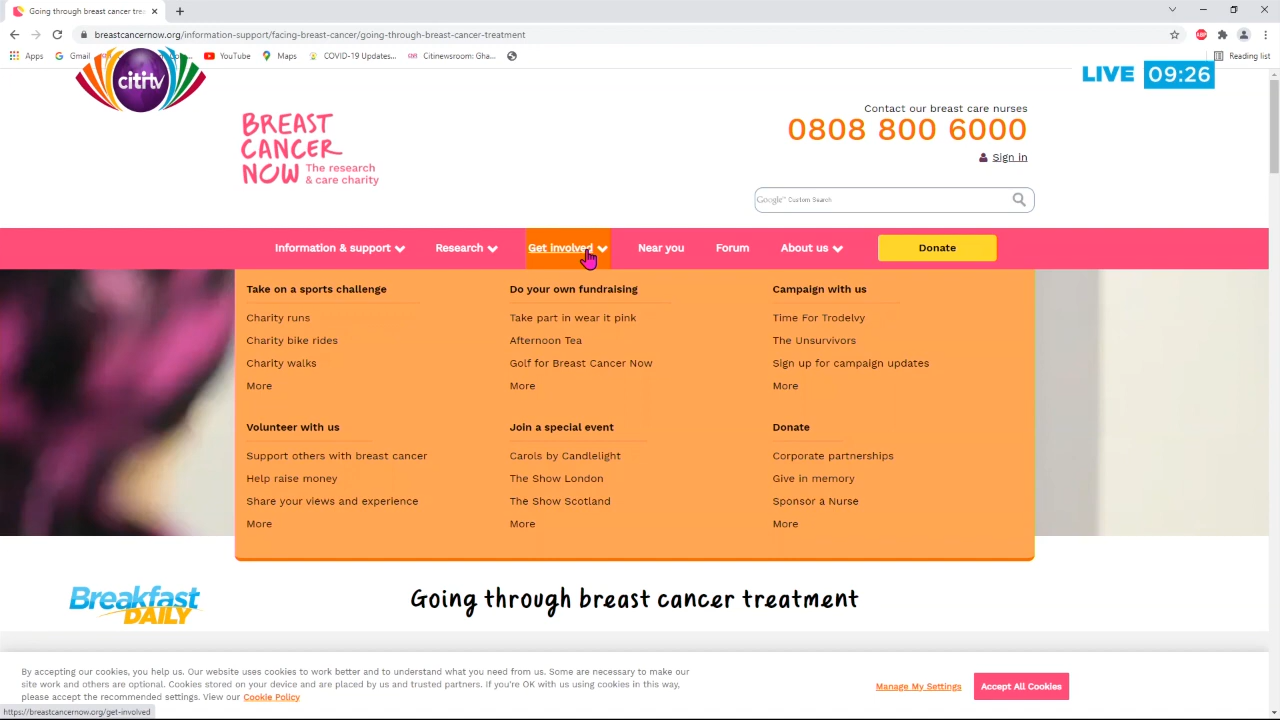 Going through breast cancer trea
breastcancernow.org/information-support/facing-breast-cancer/going-through-breast-cancer-treatment
Apps
Gmail
YouTube
Maps
COVID-19 Updates...
Citinewsroom: Gha...
Reading list
citi tv
LIVE 09:26
BREAST
CANCER
NOW The research
& care charity
Contact our breast care nurses
0808 800 6000
Sign in
Google™ Custom Search
Information & support
Research
Get involved
Near you
Forum
About us
Donate
Take on a sports challenge
Charity runs
Charity bike rides
Charity walks
More
Do your own fundraising
Take part in wear it pink
Afternoon Tea
Golf for Breast Cancer Now
More
Campaign with us
Time For Trodelvy
The Unsurvivors
Sign up for campaign updates
More
Volunteer with us
Support others with breast cancer
Help raise money
Share your views and experience
More
Join a special event
Carols by Candlelight
The Show London
The Show Scotland
More
Donate
Corporate partnerships
Give in memory
Sponsor a Nurse
More
Breakfast
DAILY
Going through breast cancer treatment
By accepting our cookies, you help us. Our website uses cookies to work better and to understand what you need from us. Some are necessary to make our
site work and others are optional. Cookies stored on your device and are placed by us and trusted partners. If you're OK with us using cookies in this way,
please accept the recommended settings. View our Cookie Policy
Manage My Settings
Accept All Cookies
https://breastcancernow.org/get-involved